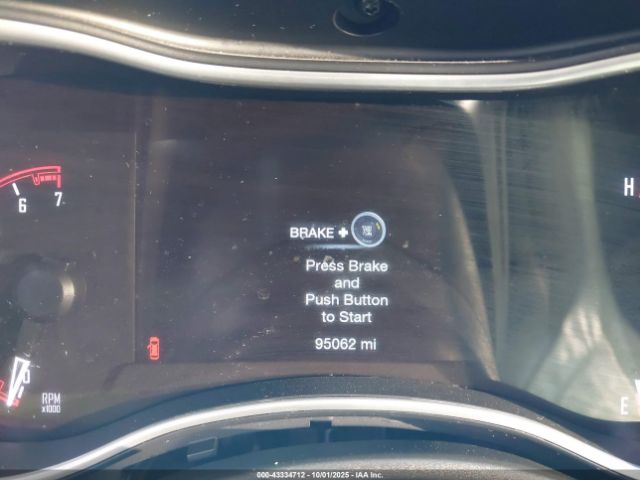 6
7
H
BRAKE +
Press Brake
and
Push Button
to Start
95062 mi
0
RPM
x1000
E
000-43334712 • 10/01/2025 - IAA Inc.